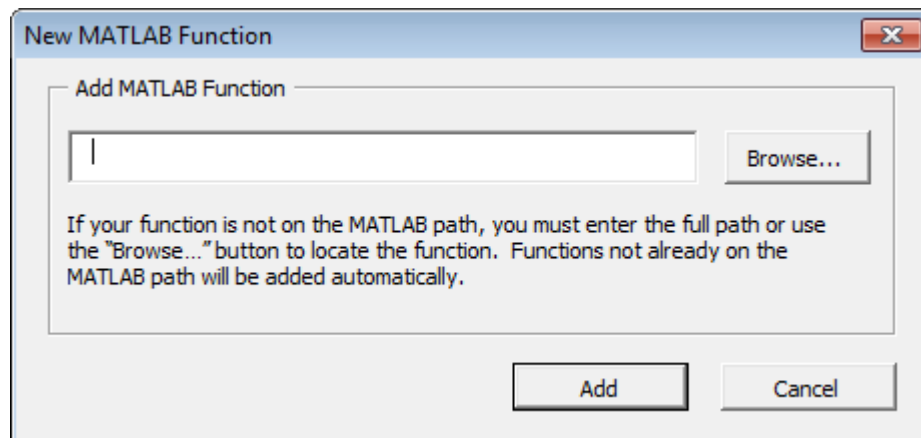 New MATLAB Function
Add MATLAB Function
Browse...
If your function is not on the MATLAB path, you must enter the full path or use
the "Browse..." button to locate the function. Functions not already on the
MATLAB path will be added automatically.
Add
Cancel